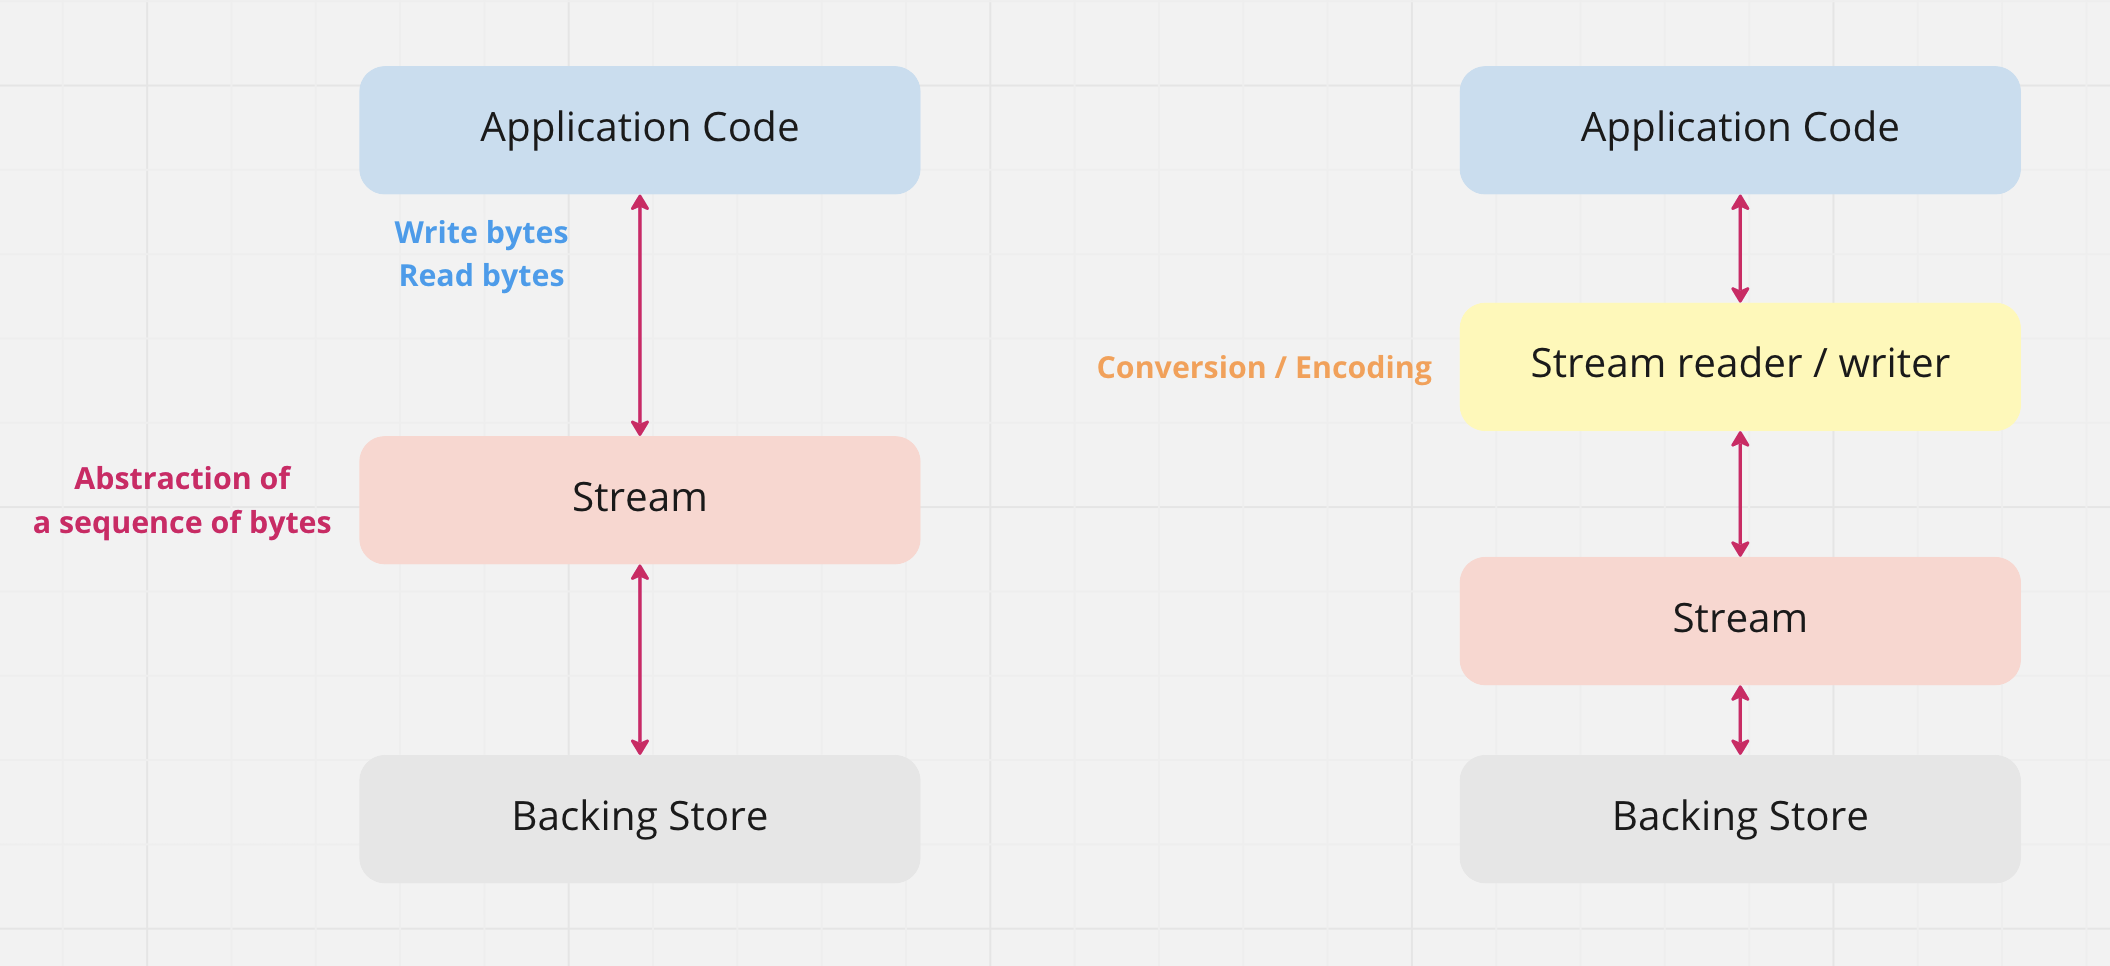 Application Code
Write bytes
Read bytes
Abstraction of
a sequence of bytes
Stream
Backing Store
Application Code
Conversion / Encoding
Stream reader / writer
Stream
Backing Store